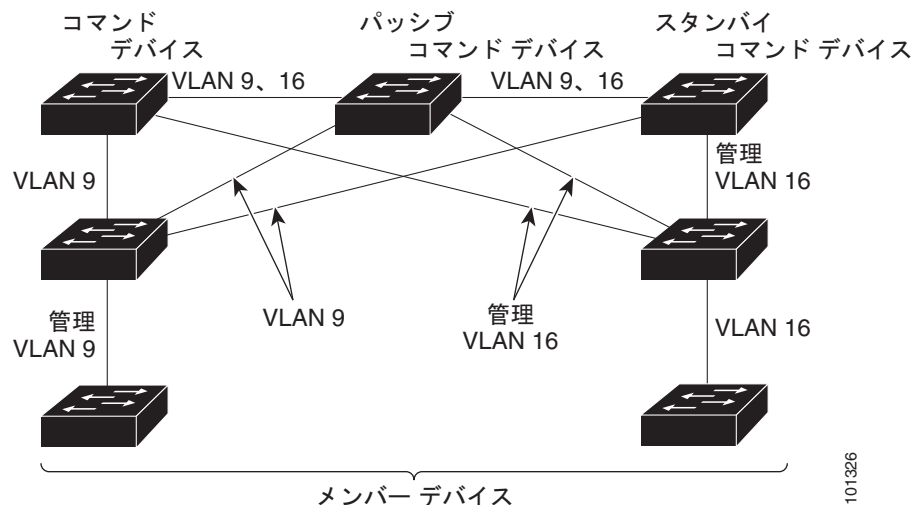 コマンド
デバイス
パッシブ
コマンド デバイス
スタンバイ
コマンド デバイス
VLAN 9、16
VLAN 9、16
VLAN 9
管理
VLAN 16
管理
VLAN 9
VLAN 9
管理
VLAN 16
VLAN 16
メンバー デバイス
101326